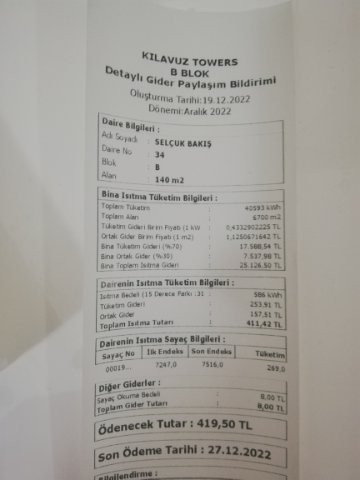 KILAVUZ TOWERS
B BLOK
Detaylı Gider Paylaşım Bildirimi
Oluşturma Tarihi:19.12.2022
Dönemi:Aralık 2022
Daire Bilgileri :
Adı Soyadı : SELÇUK BAKIŞ
Daire No : 34
Blok : B
Alan : 140 m2
Bina Isıtma Tüketim Bilgileri :
Toplam Tüketim : 40593 kWh
Toplam Alan : 6700 m2
Tüketim Gideri Birim Fiyatı (1 kW : 0,4332902225 TL
Ortak Gider Birim Fiyatı (1 m2) : 1,1250671642 TL
Bina Tüketim Gideri (%70) : 17.588,54 TL
Bina Ortak Gider (%30) : 7.537,98 TL
Bina Toplam Isıtma Gideri : 25.126,50 TL
Dairenin Isıtma Tüketim Bilgileri :
Isıtma Bedeli (15 Derece Farkı :31 : 586 kWh
Tüketim Gideri : 253,91 TL
Ortak Gider : 157,51 TL
Toplam Isıtma Tutarı : 411,42 TL
Dairenin Isıtma Sayaç Bilgileri :
Sayaç No İlk Endeks Son Endeks Tüketim
00019... 7247,0 7516,0 269,0
Diğer Giderler :
Sayaç Okuma Bedeli : 8,00 TL
Toplam Gider Tutarı : 8,00 TL
Ödenecek Tutar : 419,50 TL
Son Ödeme Tarihi : 27.12.2022
Bilgilendirme :